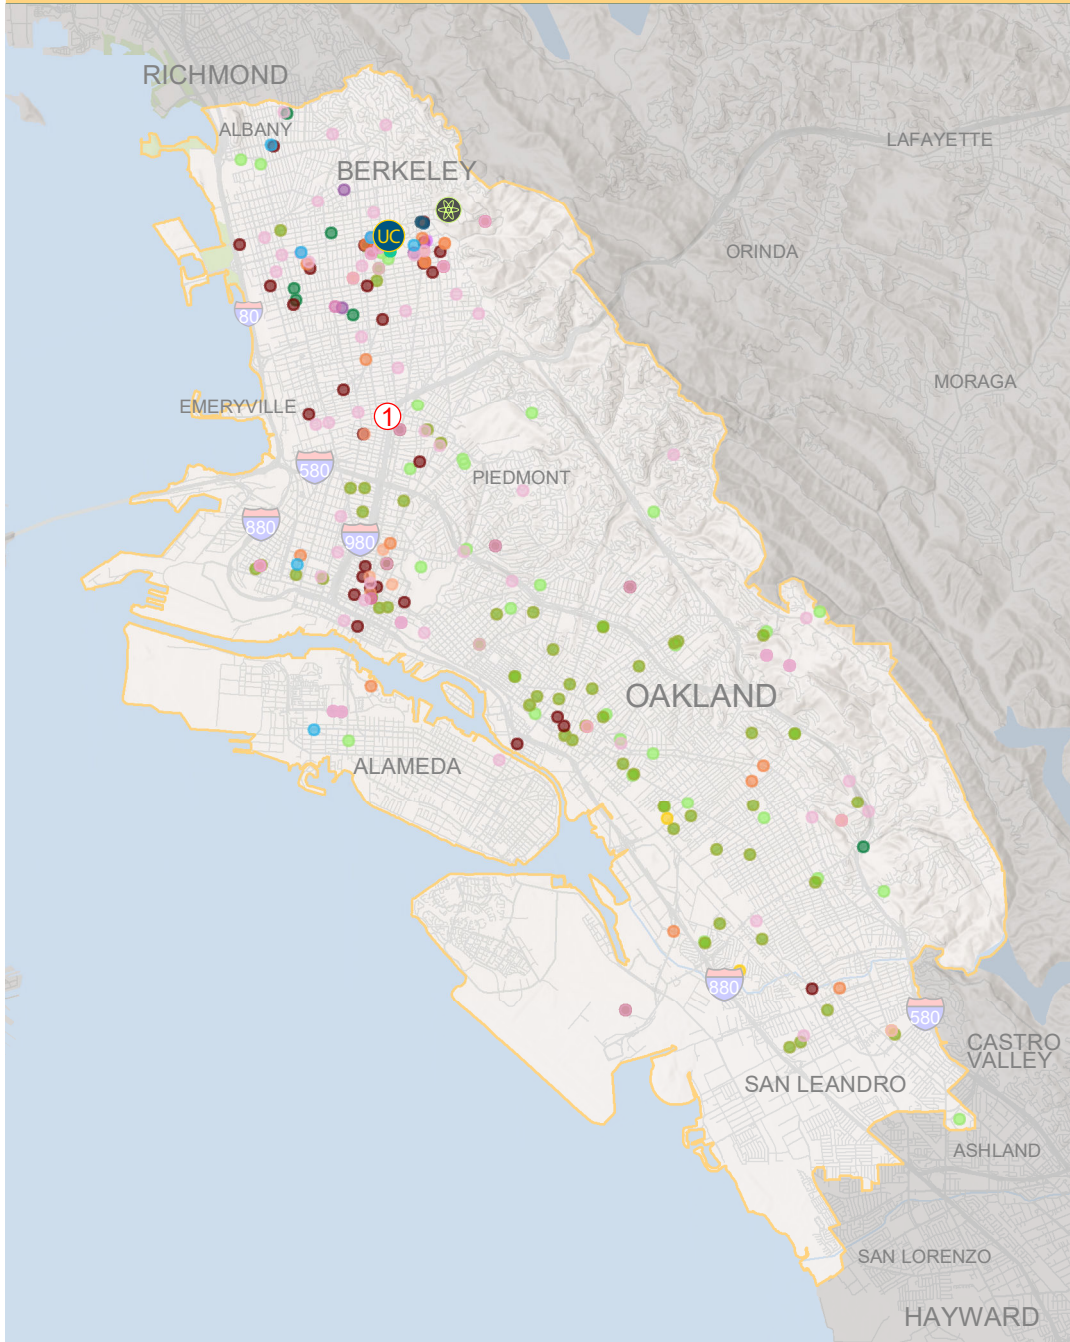 RICHMOND
ALBANY
LAFAYETTE
BERKELEY
UC
ORINDA
80
MORAGA
EMERYVILLE
1
580
PIEDMONT
880
980
OAKLAND
ALAMEDA
880
580
CASTRO
VALLEY
SAN LEANDRO
ASHLAND
SAN LORENZO
HAYWARD